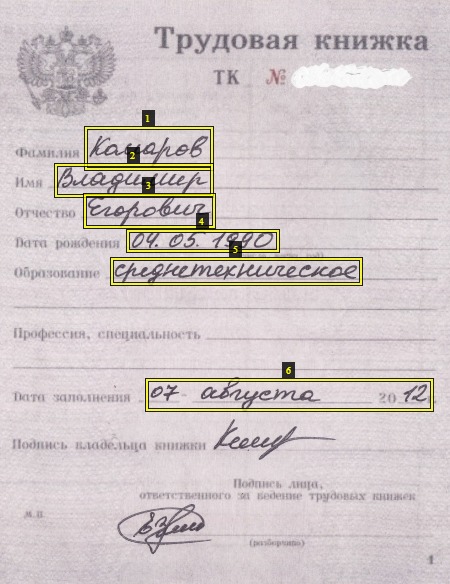 Трудовая книжка
ТК №
1
Фамилия Комаров
2
Имя Владимир
3
Отчество Егорович
4
Дата рождения 04.05.1990
5
Образование среднетехническое
Профессия, специальность
6
Дата заполнения 07 августа 2012
Подпись владельца книжки
Подпись лица,
ответственного за ведение трудовых книжек
М.П.
(разборчиво)
1